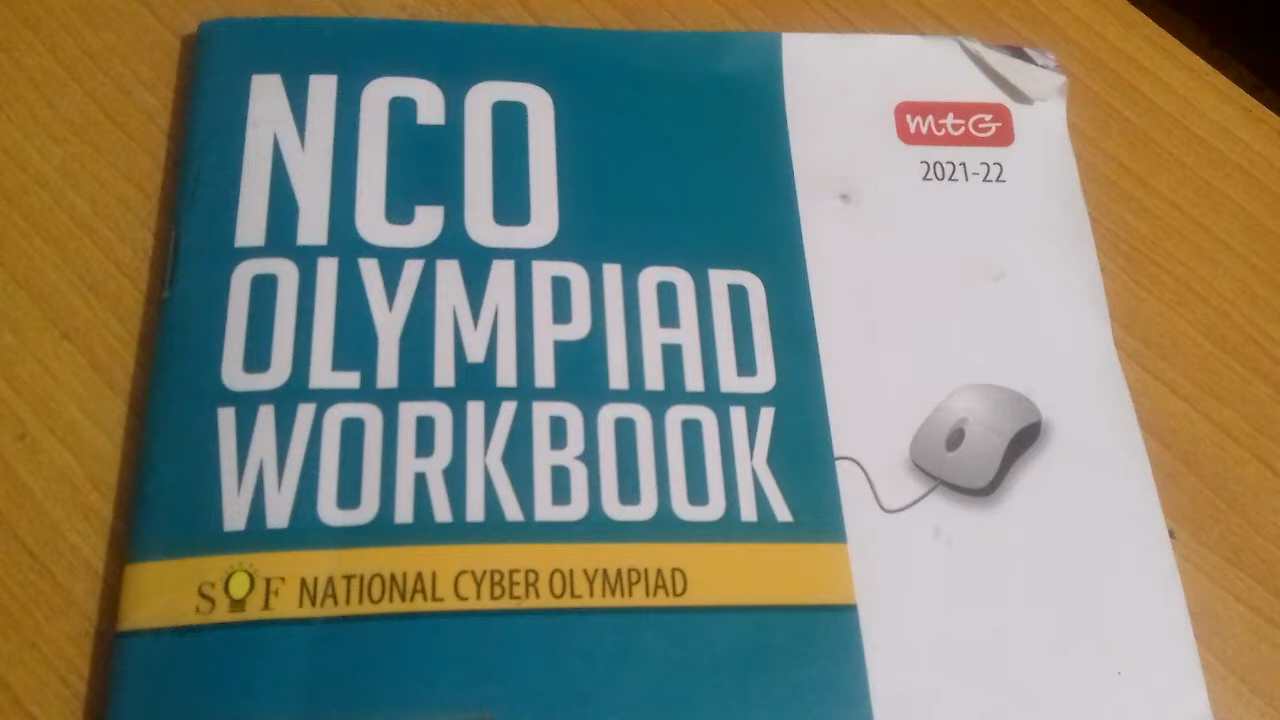 NCO
OLYMPIAD
WORKBOOK
SOF NATIONAL CYBER OLYMPIAD
mtG
2021-22